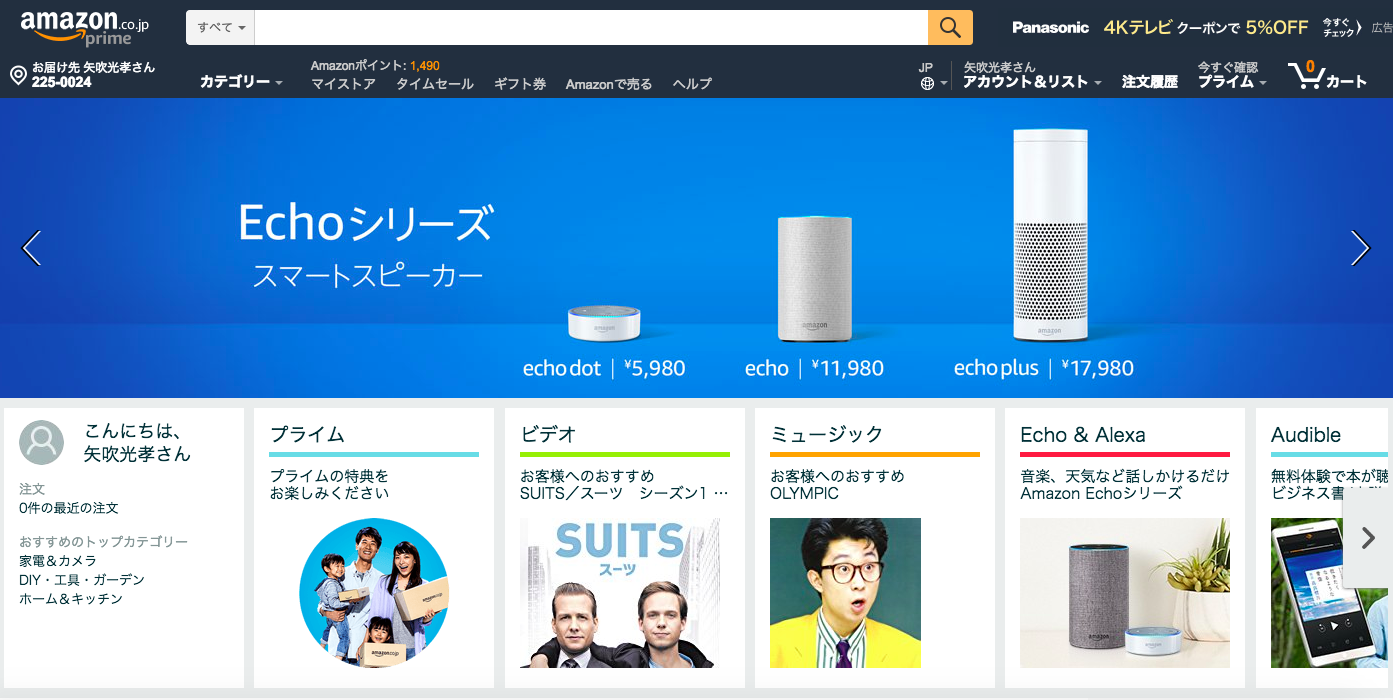 amazon.co.jp
prime
すべて
Panasonic 4Kテレビ クーポンで 5%OFF 今すぐチェック 広告
お届け先 矢吹光孝さん
225-0024
カテゴリー
Amazonポイント: 1,490
マイストア タイムセール ギフト券 Amazonで売る ヘルプ
JP
矢吹光孝さん
アカウント＆リスト
注文履歴
今すぐ確認
プライム
0
カート
Echoシリーズ
スマートスピーカー
amazon
amazon
amazon
echo dot | ¥5,980
echo | ¥11,980
echo plus | ¥17,980
こんにちは、
矢吹光孝さん
注文
0件の最近の注文
おすすめのトップカテゴリー
家電＆カメラ
DIY・工具・ガーデン
ホーム＆キッチン
プライム
プライムの特典を
お楽しみください
amazon.co.jp
ビデオ
お客様へのおすすめ
SUITS／スーツ　シーズン1 …
SUITS
スーツ
ミュージック
お客様へのおすすめ
OLYMPIC
Echo & Alexa
音楽、天気など話しかけるだけ
Amazon Echoシリーズ
amazon
Audible
無料体験で本が聴
ビジネス書